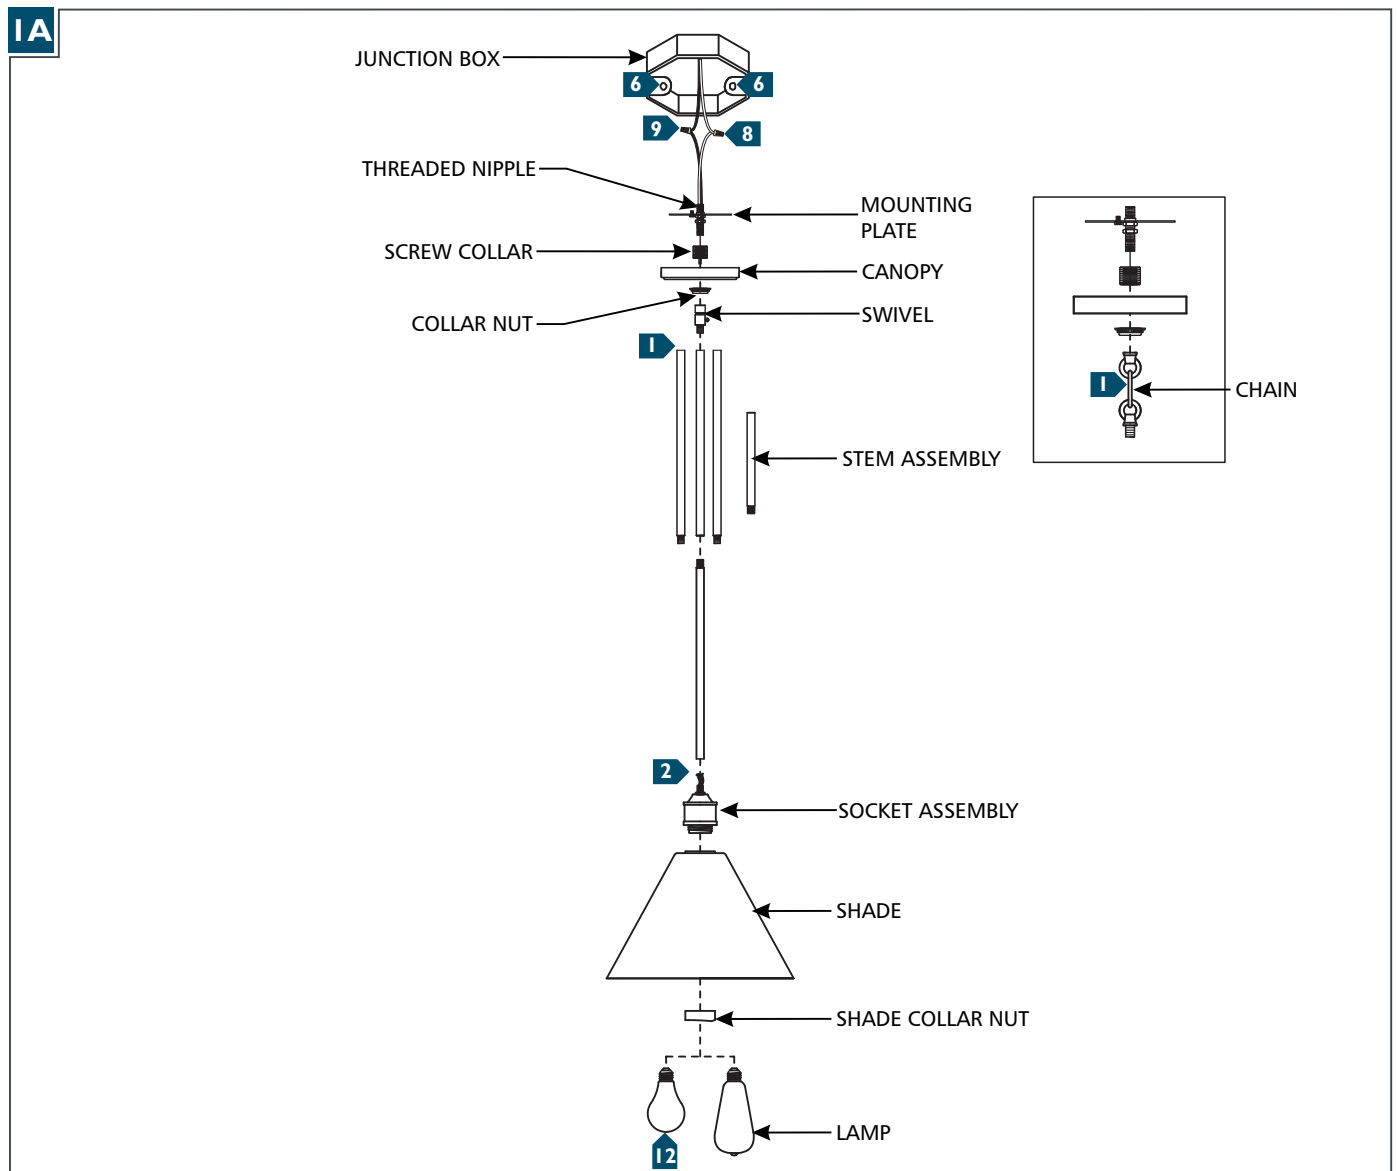 1A
JUNCTION BOX
6
6
9
8
THREADED NIPPLE
MOUNTING
PLATE
SCREW COLLAR
CANOPY
COLLAR NUT
SWIVEL
1
STEM ASSEMBLY
1
CHAIN
2
SOCKET ASSEMBLY
SHADE
SHADE COLLAR NUT
LAMP
12